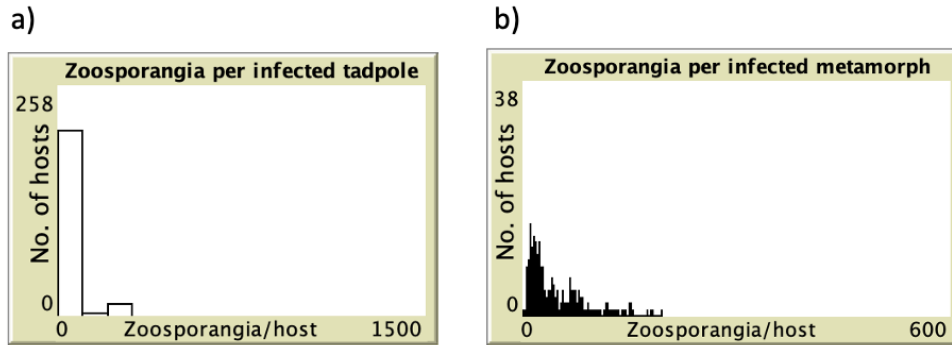 a)
Zoosporangia per infected tadpole
258
No. of hosts
0
0 Zoosporangia/host 1500
b)
Zoosporangia per infected metamorph
38
No. of hosts
0
0 Zoosporangia/host 600